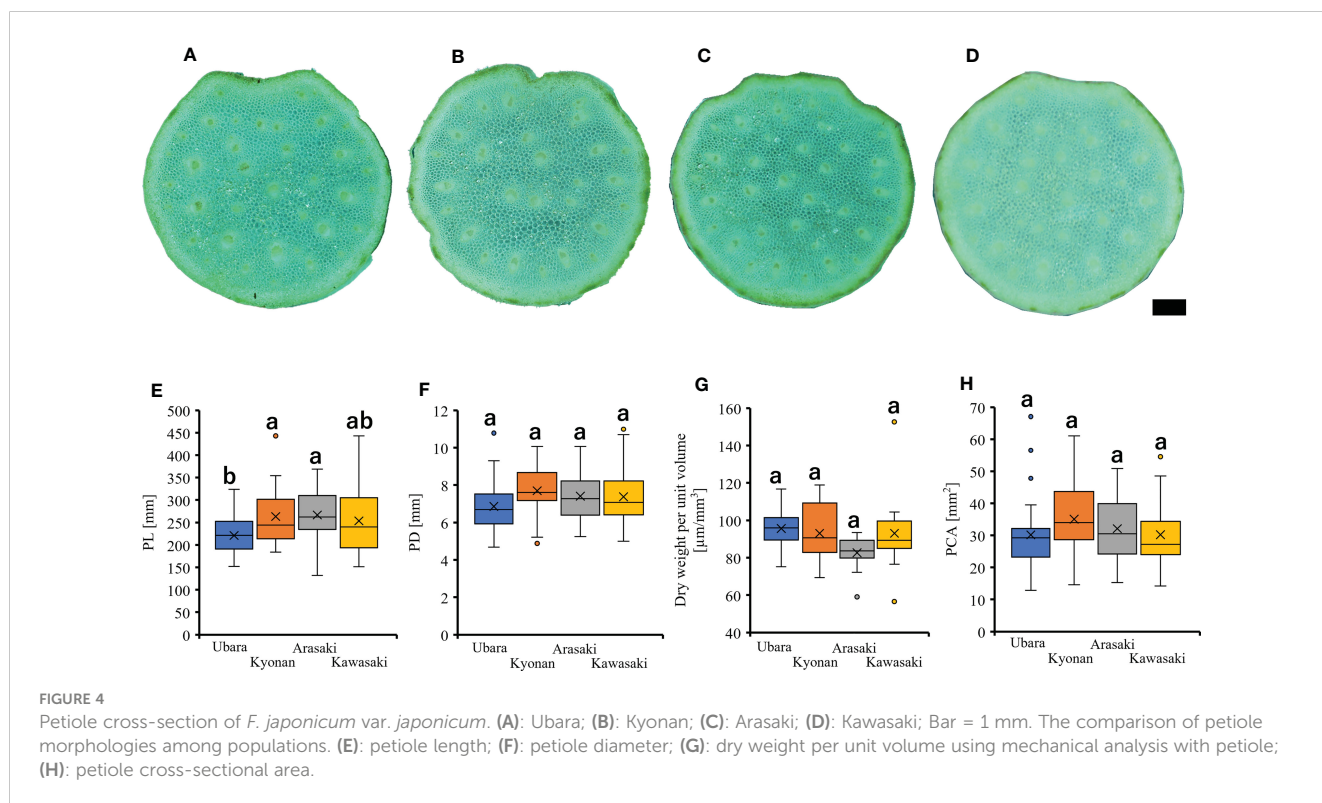 A
B
C
D
E
PL [mm]
500
450
400
350
300
250
200
150
100
50
0
b
a
a
ab
Ubara
Kyonan
Arasaki
Kawasaki
F
PD [mm]
12
10
8
6
4
2
0
a
a
a
a
Ubara
Kyonan
Arasaki
Kawasaki
G
Dry weight per unit volume
[μm/mm³]
160
140
120
100
80
60
40
a
a
a
a
Ubara
Kyonan
Arasaki
Kawasaki
H
PCA [mm²]
70
60
50
40
30
20
10
0
a
a
a
a
Ubara
Kyonan
Arasaki
Kawasaki
FIGURE 4
Petiole cross-section of F. japonicum var. japonicum. (A): Ubara; (B): Kyonan; (C): Arasaki; (D): Kawasaki; Bar = 1 mm. The comparison of petiole
morphologies among populations. (E): petiole length; (F): petiole diameter; (G): dry weight per unit volume using mechanical analysis with petiole;
(H): petiole cross-sectional area.